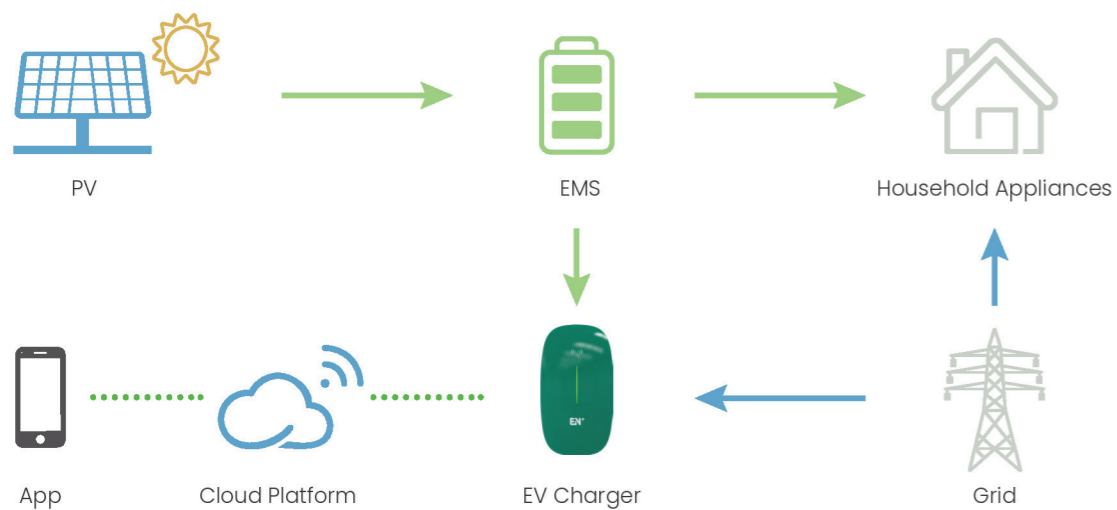 PV
EMS
Household Appliances
EN+
App
Cloud Platform
EV Charger
Grid